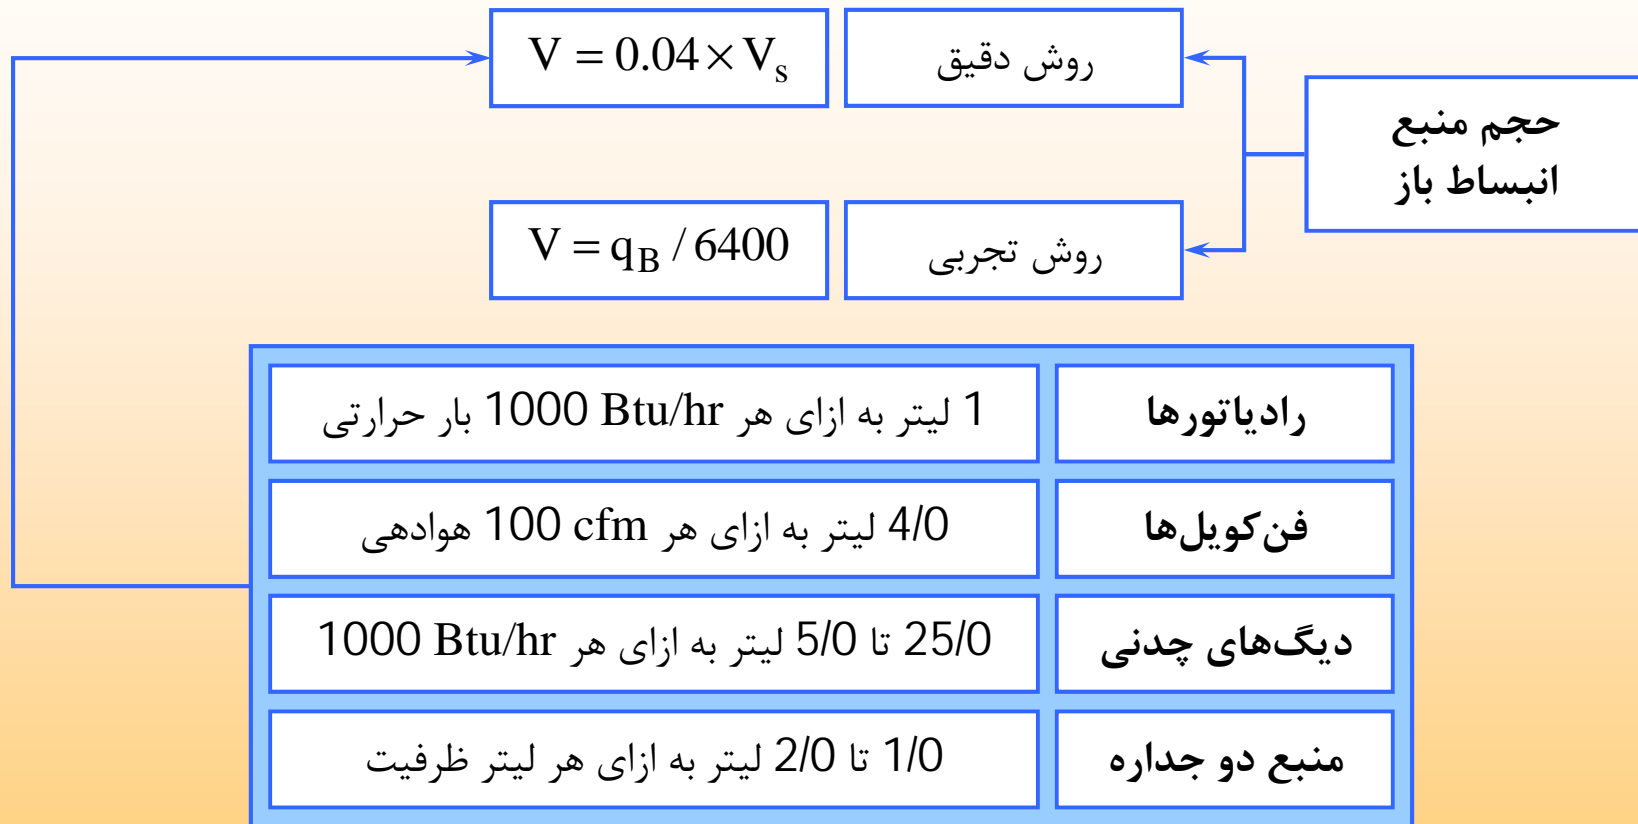 حجم منبع
انبساط باز
روش دقیق
V = 0.04 × Vs
روش تجربی
V = qB / 6400
رادیاتورها
1 لیتر به ازای هر 1000 Btu/hr بار حرارتی
فن‌کویل‌ها
4/0 لیتر به ازای هر 100 cfm هوادهی
دیگ‌های چدنی
25/0 تا 5/0 لیتر به ازای هر 1000 Btu/hr
منبع دو جداره
1/0 تا 2/0 لیتر به ازای هر لیتر ظرفیت